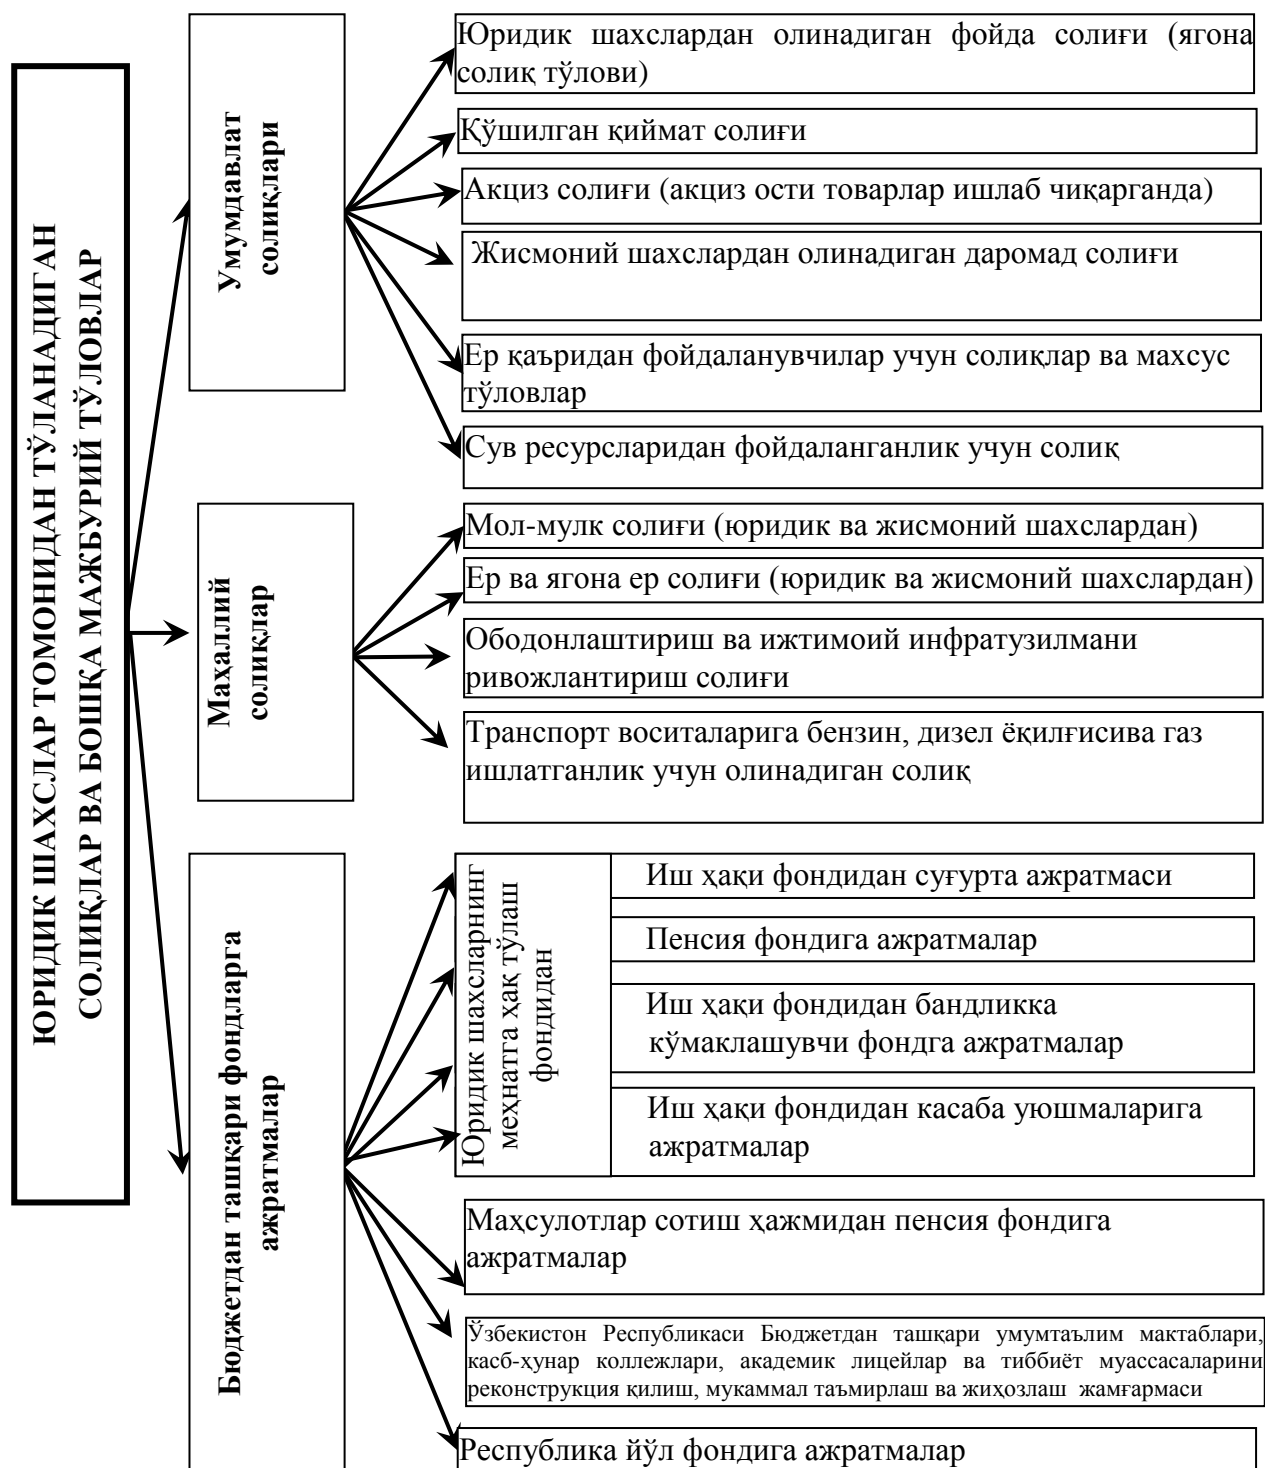 ЮРИДИК ШАХСЛАР ТОМОНИДАН ТЎЛАНАДИГАН
СОЛИҚЛАР ВА БОШҚА МАЖБУРИЙ ТЎЛОВЛАР
Умумдавлат
солиқлари
Юридик шахслардан олинадиган фойда солиғи (ягона
солиқ тўлови)
Қўшилган қиймат солиғи
Акциз солиғи (акциз ости товарлар ишлаб чиқарганда)
Жисмоний шахслардан олинадиган даромад солиғи
Ер қаъридан фойдаланувчилар учун солиқлар ва махсус
тўловлар
Сув ресурсларидан фойдаланганлик учун солиқ
Маҳаллий
солиқлар
Мол-мулк солиғи (юридик ва жисмоний шахслардан)
Ер ва ягона ер солиғи (юридик ва жисмоний шахслардан)
Ободонлаштириш ва ижтимоий инфратузилмани
ривожлантириш солиғи
Транспорт воситаларига бензин, дизел ёқилғисива газ
ишлатганлик учун олинадиган солиқ
Бюджетдан ташқари фондларга
ажратмалар
Юридик шахсларнинг
меҳнатга ҳақ тўлаш
фондидан
Иш ҳақи фондидан суғурта ажратмаси
Пенсия фондига ажратмалар
Иш ҳақи фондидан бандликка
кўмаклашувчи фондга ажратмалар
Иш ҳақи фондидан касаба уюшмаларига
ажратмалар
Маҳсулотлар сотиш ҳажмидан пенсия фондига
ажратмалар
Ўзбекистон Республикаси Бюджетдан ташқари умумтаълим мактаблари,
касб-ҳунар коллежлари, академик лицейлар ва тиббиёт муассасаларини
реконструкция қилиш, мукаммал таъмирлаш ва жиҳозлаш жамғармаси
Республика йўл фондига ажратмалар